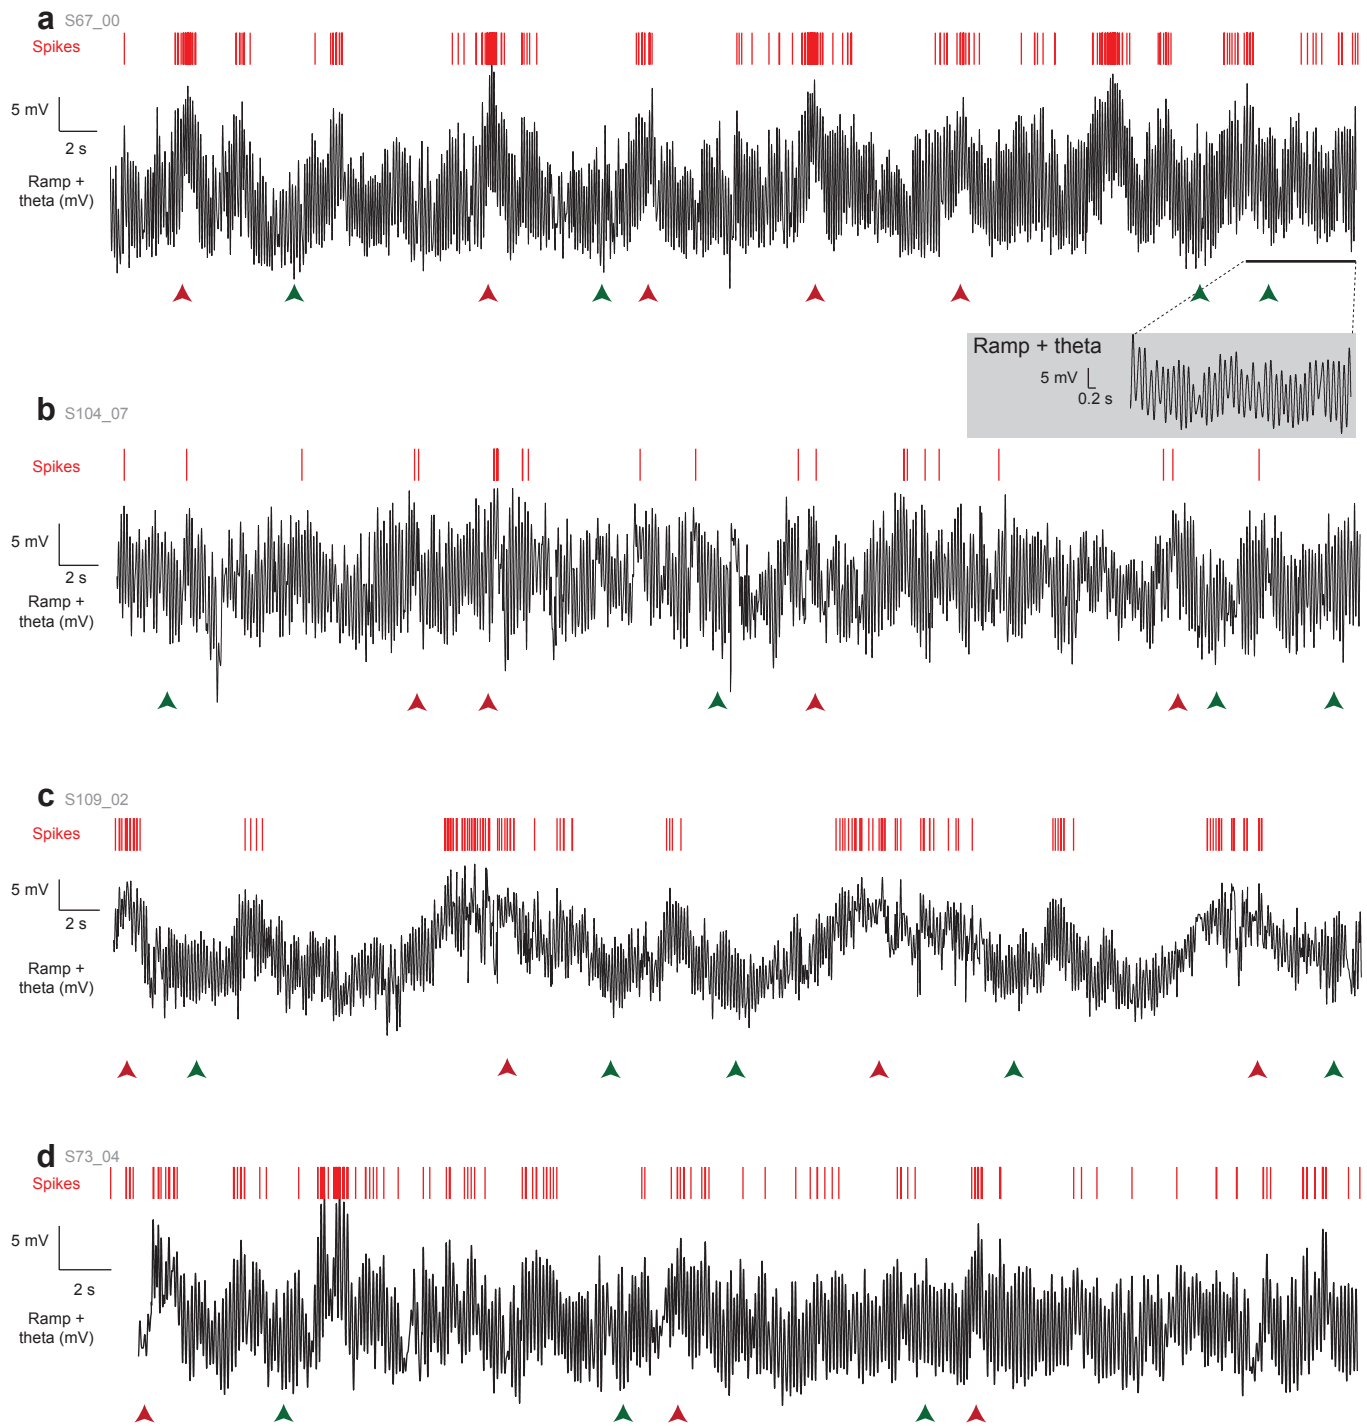 a S67_00
Spikes
5 mV
2 s
Ramp +
theta (mV)
Ramp + theta
5 mV
0.2 s
b S104_07
Spikes
5 mV
2 s
Ramp +
theta (mV)
c S109_02
Spikes
5 mV
2 s
Ramp +
theta (mV)
d S73_04
Spikes
5 mV
2 s
Ramp +
theta (mV)